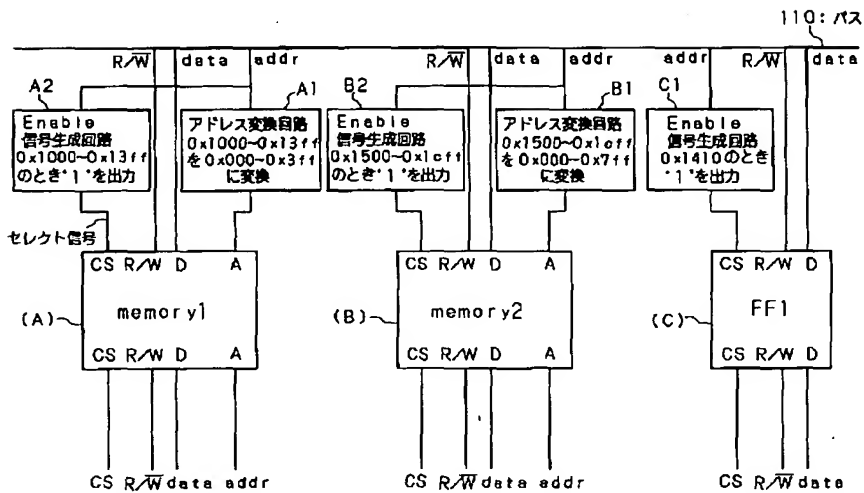 110: バス
R/W data addr R/W data addr addr R/W data
A2 A1 B2 B1 C1
Enable
信号生成回路
0x1000~0x13ff
のとき"1"を出力
アドレス変換回路
0x1000~0x13ff
を0x000~0x3ff
に変換
Enable
信号生成回路
0x1500~0x1cff
のとき"1"を出力
アドレス変換回路
0x1500~0x1cff
を0x000~0x7ff
に変換
Enable
信号生成回路
0x1410のとき
"1"を出力
セレクト信号
CS R/W D A
(A) memory1
CS R/W D A
CS R/W D A
(B) memory2
CS R/W D A
CS R/W D
(C) FF1
CS R/W D
CS R/W data addr CS R/W data addr CS R/W data